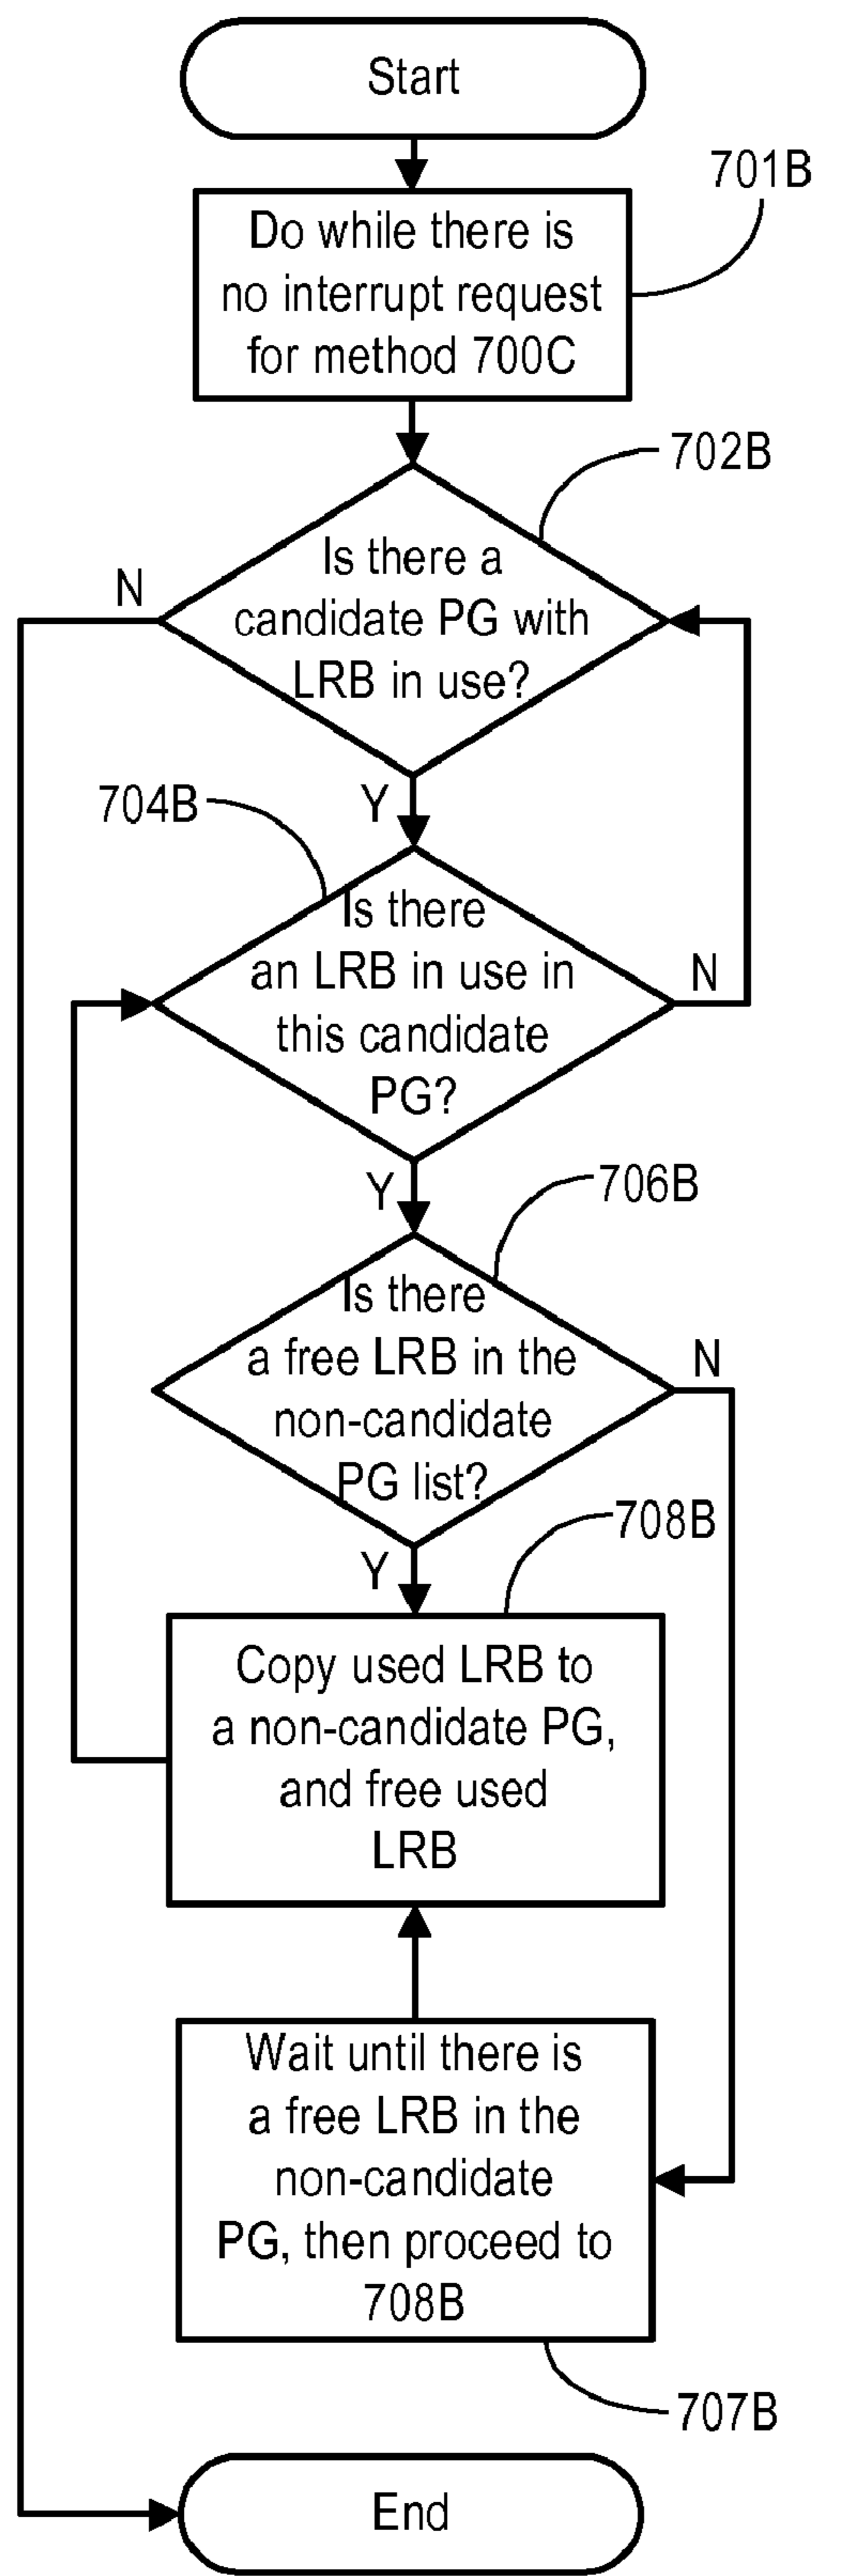 Start
701B
Do while there is
no interrupt request
for method 700C
702B
N
Is there a
candidate PG with
LRB in use?
704B
Y
Is there
an LRB in use in
this candidate
PG?
N
Y
706B
Is there
a free LRB in the
non-candidate
PG list?
N
708B
Y
Copy used LRB to
a non-candidate PG,
and free used
LRB
Wait until there is
a free LRB in the
non-candidate
PG, then proceed to
708B
707B
End